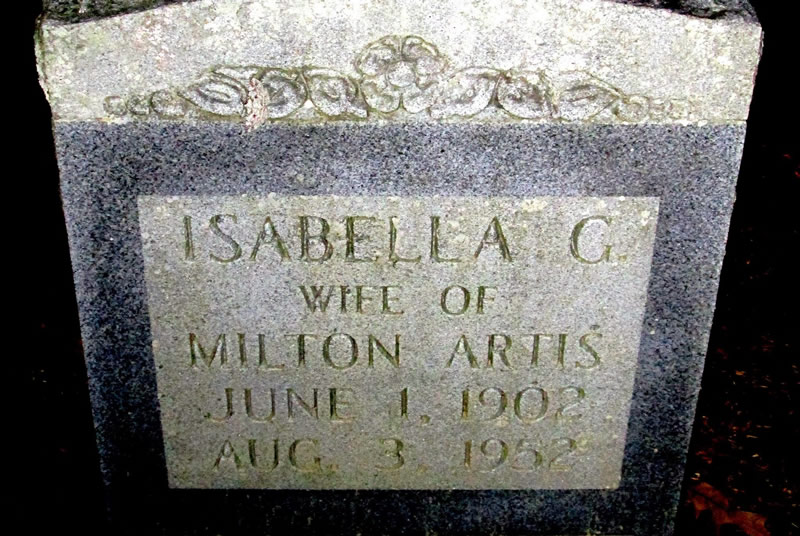 ISABELLA G.
WIFE OF
MILTON ARTIS
JUNE 1, 1902
AUG. 3, 1952